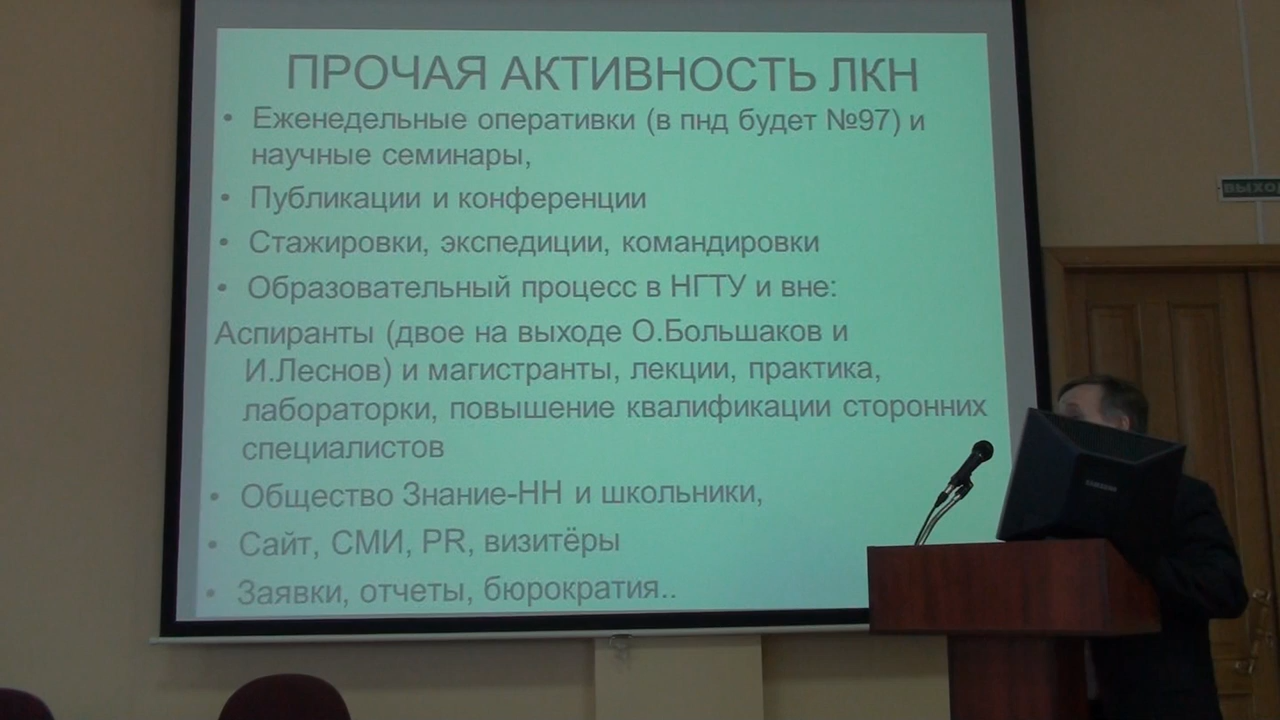 ПРОЧАЯ АКТИВНОСТЬ ЛКН
• Еженедельные оперативки (в пнд будет №97) и
научные семинары,
• Публикации и конференции
• Стажировки, экспедиции, командировки
• Образовательный процесс в НГТУ и вне:
Аспиранты (двое на выходе О.Большаков и
И.Леснов) и магистранты, лекции, практика,
лабораторки, повышение квалификации сторонних
специалистов
• Общество Знание-НН и школьники,
• Сайт, СМИ, PR, визитёры
• Заявки, отчеты, бюрократия..